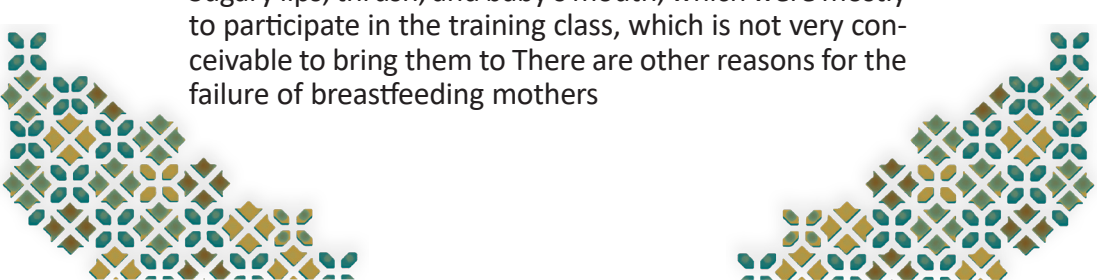 sugary lips, thrush, and baby's mouth, which were mostly
to participate in the training class, which is not very con-
ceivable to bring them to There are other reasons for the
failure of breastfeeding mothers